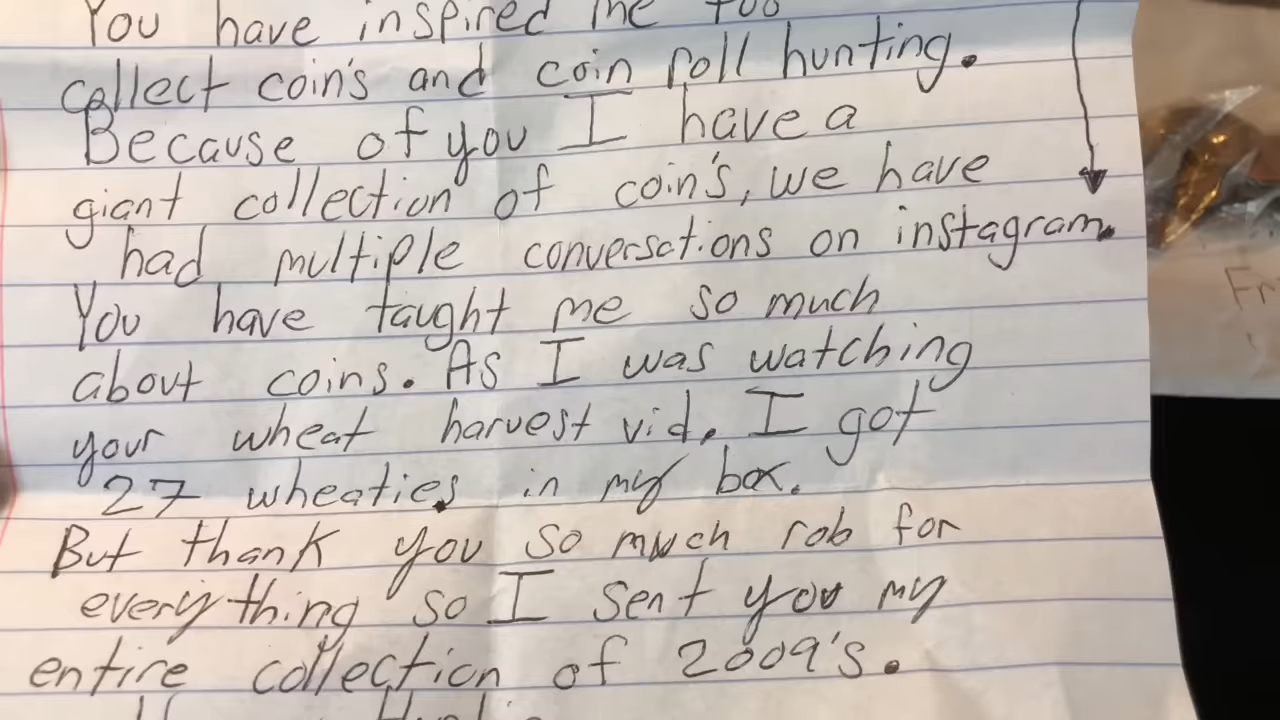 You have inspired me too
collect coin's and coin roll hunting.
Because of you I have a
giant collection of coin's, we have
had multiple conversations on instagram.
You have taught me so much
about coins. As I was watching
your wheat harvest vid. I got
27 wheaties in my box.
But thank you so much rob for
everything so I sent you my
entire collection of 2009's.
Fr